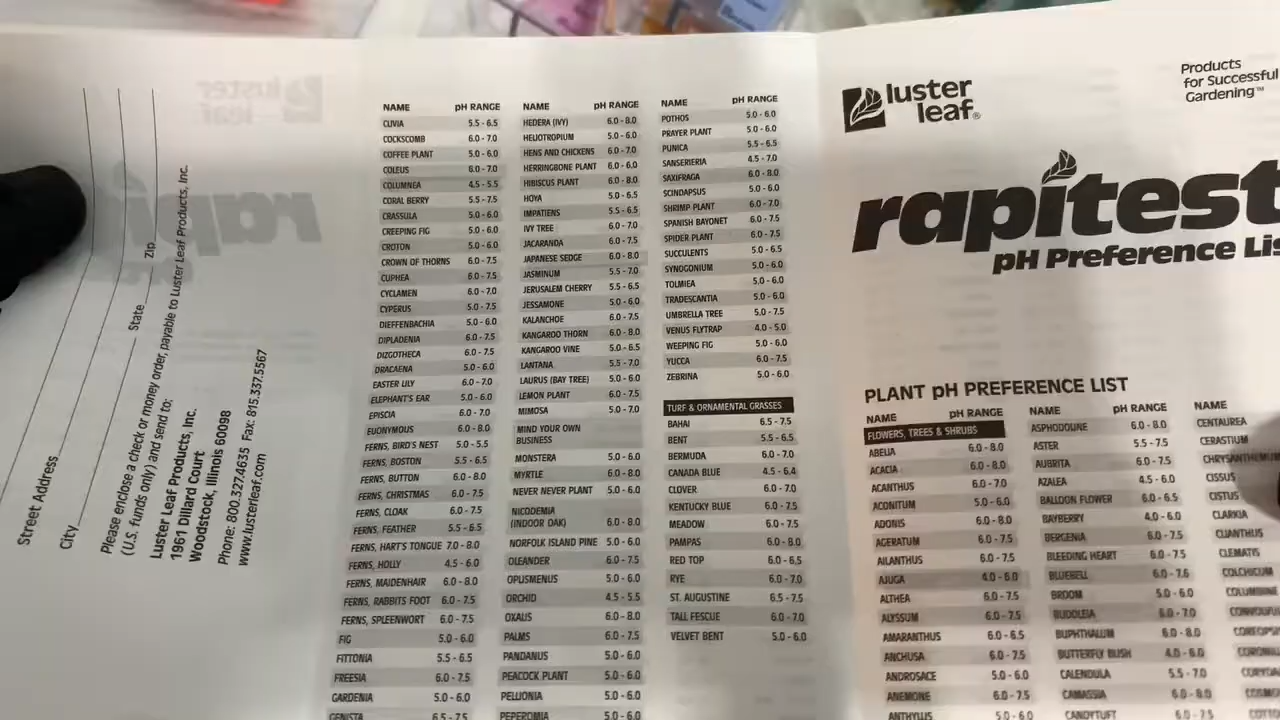 Street Address
City
State
Zip
Please enclose a check or money order, payable to Luster Leaf Products, Inc.
(U.S. funds only) and send to:
Luster Leaf Products, Inc.
1961 Dillard Court
Woodstock, Illinois 60098
Phone: 800.327.4635 Fax: 815.337.5567
www.lusterleaf.com
NAME pH RANGE
CLIVIA 5.5 - 6.5
COCKSCOMB 6.0 - 7.0
COFFEE PLANT 5.0 - 6.0
COLEUS 6.0 - 7.0
COLUMNEA 4.5 - 5.5
CORAL BERRY 5.5 - 7.5
CRASSULA 5.0 - 6.0
CREEPING FIG 5.0 - 6.0
CROTON 5.0 - 6.0
CROWN OF THORNS 6.0 - 7.5
CUPHEA 6.0 - 7.5
CYCLAMEN 6.0 - 7.0
CYPERUS 5.0 - 7.5
DIEFFENBACHIA 5.0 - 6.0
DIPLADENIA 6.0 - 7.5
DIZGOTHECA 6.0 - 7.5
DRACAENA 5.0 - 6.0
EASTER LILY 6.0 - 7.0
ELEPHANT'S EAR 5.0 - 6.0
EPISCIA 6.0 - 7.0
EUONYMOUS 6.0 - 8.0
FERNS, BIRD'S NEST 5.0 - 5.5
FERNS, BOSTON 5.5 - 6.5
FERNS, BUTTON 6.0 - 8.0
FERNS, CHRISTMAS 6.0 - 7.5
FERNS, CLOAK 6.0 - 7.5
FERNS, FEATHER 5.5 - 6.5
FERNS, HART'S TONGUE 7.0 - 8.0
FERNS, HOLLY 4.5 - 6.0
FERNS, MAIDENHAIR 6.0 - 8.0
FERNS, RABBITS FOOT 6.0 - 7.5
FERNS, SPLEENWORT 6.0 - 7.5
FIG 5.0 - 6.0
FITTONIA 5.5 - 6.5
FREESIA 6.0 - 7.5
GARDENIA 5.0 - 6.0
GENISTA 6.5 - 7.5
NAME pH RANGE
HEDERA (IVY) 6.0 - 8.0
HELIOTROPIUM 5.0 - 6.0
HENS AND CHICKENS 6.0 - 7.0
HERRINGBONE PLANT 6.0 - 6.0
HIBISCUS PLANT 6.0 - 8.0
HOYA 5.0 - 6.5
IMPATIENS 5.5 - 6.5
IVY TREE 6.0 - 7.0
JACARANDA 6.0 - 7.5
JAPANESE SEDGE 6.0 - 8.0
JASMINUM 5.5 - 7.0
JERUSALEM CHERRY 5.5 - 6.5
JESSAMONE 5.0 - 6.0
KALANCHOE 6.0 - 7.5
KANGAROO THORN 6.0 - 8.0
KANGAROO VINE 5.0 - 6.5
LANTANA 5.5 - 7.0
LAURUS (BAY TREE) 5.0 - 6.0
LEMON PLANT 6.0 - 7.5
MIMOSA 5.0 - 7.0
MIND YOUR OWN
BUSINESS
MONSTERA 5.0 - 6.0
MYRTLE 6.0 - 8.0
NEVER NEVER PLANT 5.0 - 6.0
NICODEMIA
(INDOOR OAK) 6.0 - 8.0
NORFOLK ISLAND PINE 5.0 - 6.0
OLEANDER 6.0 - 7.5
OPLISMENUS 5.0 - 6.0
ORCHID 4.5 - 5.5
OXALIS 6.0 - 8.0
PALMS 6.0 - 7.5
PANDANUS 5.0 - 6.0
PEACOCK PLANT 5.0 - 6.0
PELLIONIA 5.0 - 6.0
PEPEROMIA 5.0 - 6.0
NAME pH RANGE
POTHOS 5.0 - 6.0
PRAYER PLANT 5.0 - 6.0
PUNICA 5.5 - 6.5
SANSERIERIA 4.5 - 7.0
SAXIFRAGA 6.0 - 8.0
SCINDAPSUS 5.0 - 6.0
SHRIMP PLANT 6.0 - 7.0
SPANISH BAYONET 6.0 - 7.5
SPIDER PLANT 6.0 - 7.5
SUCCULENTS 5.0 - 6.5
SYNOGONIUM 5.0 - 6.0
TOLMIEA 5.0 - 6.0
TRADESCANTIA 5.0 - 6.0
UMBRELLA TREE 5.0 - 7.5
VENUS FLYTRAP 4.0 - 5.0
WEEPING FIG 5.0 - 6.0
YUCCA 6.0 - 7.5
ZEBRINA 5.0 - 6.0
TURF & ORNAMENTAL GRASSES
BAHAI 6.5 - 7.5
BENT 5.5 - 6.5
BERMUDA 6.0 - 7.0
CANADA BLUE 4.5 - 6.4
CLOVER 6.0 - 7.0
KENTUCKY BLUE 6.0 - 7.5
MEADOW 6.0 - 7.5
PAMPAS 6.0 - 8.0
RED TOP 6.0 - 6.5
RYE 6.0 - 7.0
ST. AUGUSTINE 6.5 - 7.5
TALL FESCUE 6.0 - 7.0
VELVET BENT 5.0 - 6.0
luster
leaf®
Products
for Successful
Gardening™
rapitest
pH Preference Lis
PLANT pH PREFERENCE LIST
NAME pH RANGE
FLOWERS, TREES & SHRUBS
ABELIA 6.0 - 8.0
ACACIA 6.0 - 8.0
ACANTHUS 6.0 - 7.0
ACONITUM 5.0 - 6.0
ADONIS 6.0 - 8.0
AGERATUM 6.0 - 7.5
AILANTHUS 6.0 - 7.5
AJUGA 4.0 - 6.0
ALTHEA 6.0 - 7.5
ALYSSUM 6.0 - 7.5
AMARANTHUS 6.0 - 6.5
ANCHUSA 6.0 - 7.5
ANDROSACE 5.0 - 6.0
ANEMONE 6.0 - 7.5
ANTHYLLIS 5.0 - 6.0
NAME pH RANGE
ASPHODLINE 6.0 - 8.0
ASTER 5.5 - 7.5
AUBRITA 6.0 - 7.5
AZALEA 4.5 - 6.0
BALLOON FLOWER 6.0 - 6.5
BAYBERRY 4.0 - 6.0
BERGENIA 6.0 - 7.5
BLEEDING HEART 6.0 - 7.5
BLUEBELL 6.0 - 7.5
BROOM 5.0 - 6.0
BUDDLEIA 6.0 - 7.0
BUPHTHALUM 6.0 - 8.0
BUTTERFLY BUSH 4.0 - 6.0
CALENDULA 5.5 - 7.0
CAMASSIA 6.0 - 8.0
CANDYTUFT 6.0 - 7.5
NAME
CENTAUREA
CERASTIUM
CHRYSANTHEMUM
CISSUS
CISTUS
CLARKIA
CLIANTHUS
CLEMATIS
COLCHICUM
COLUMBINE